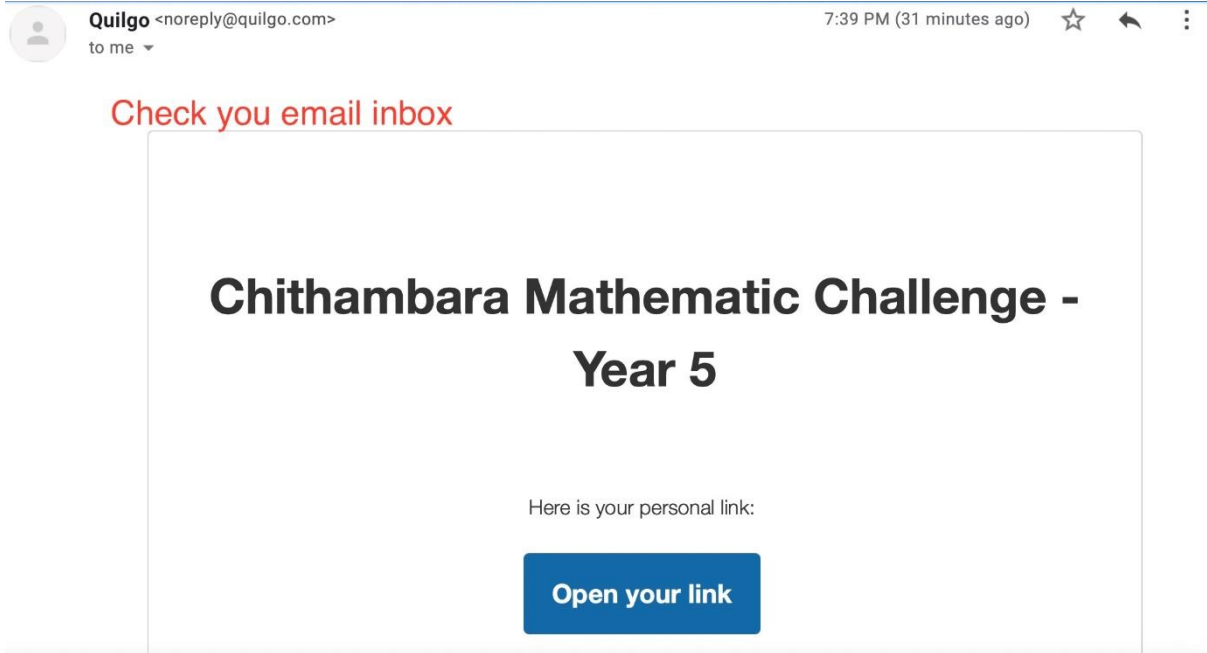 Quilgo <noreply@quilgo.com> 7:39 PM (31 minutes ago)
to me
Check you email inbox
Chithambara Mathematic Challenge -
Year 5
Here is your personal link:
Open your link